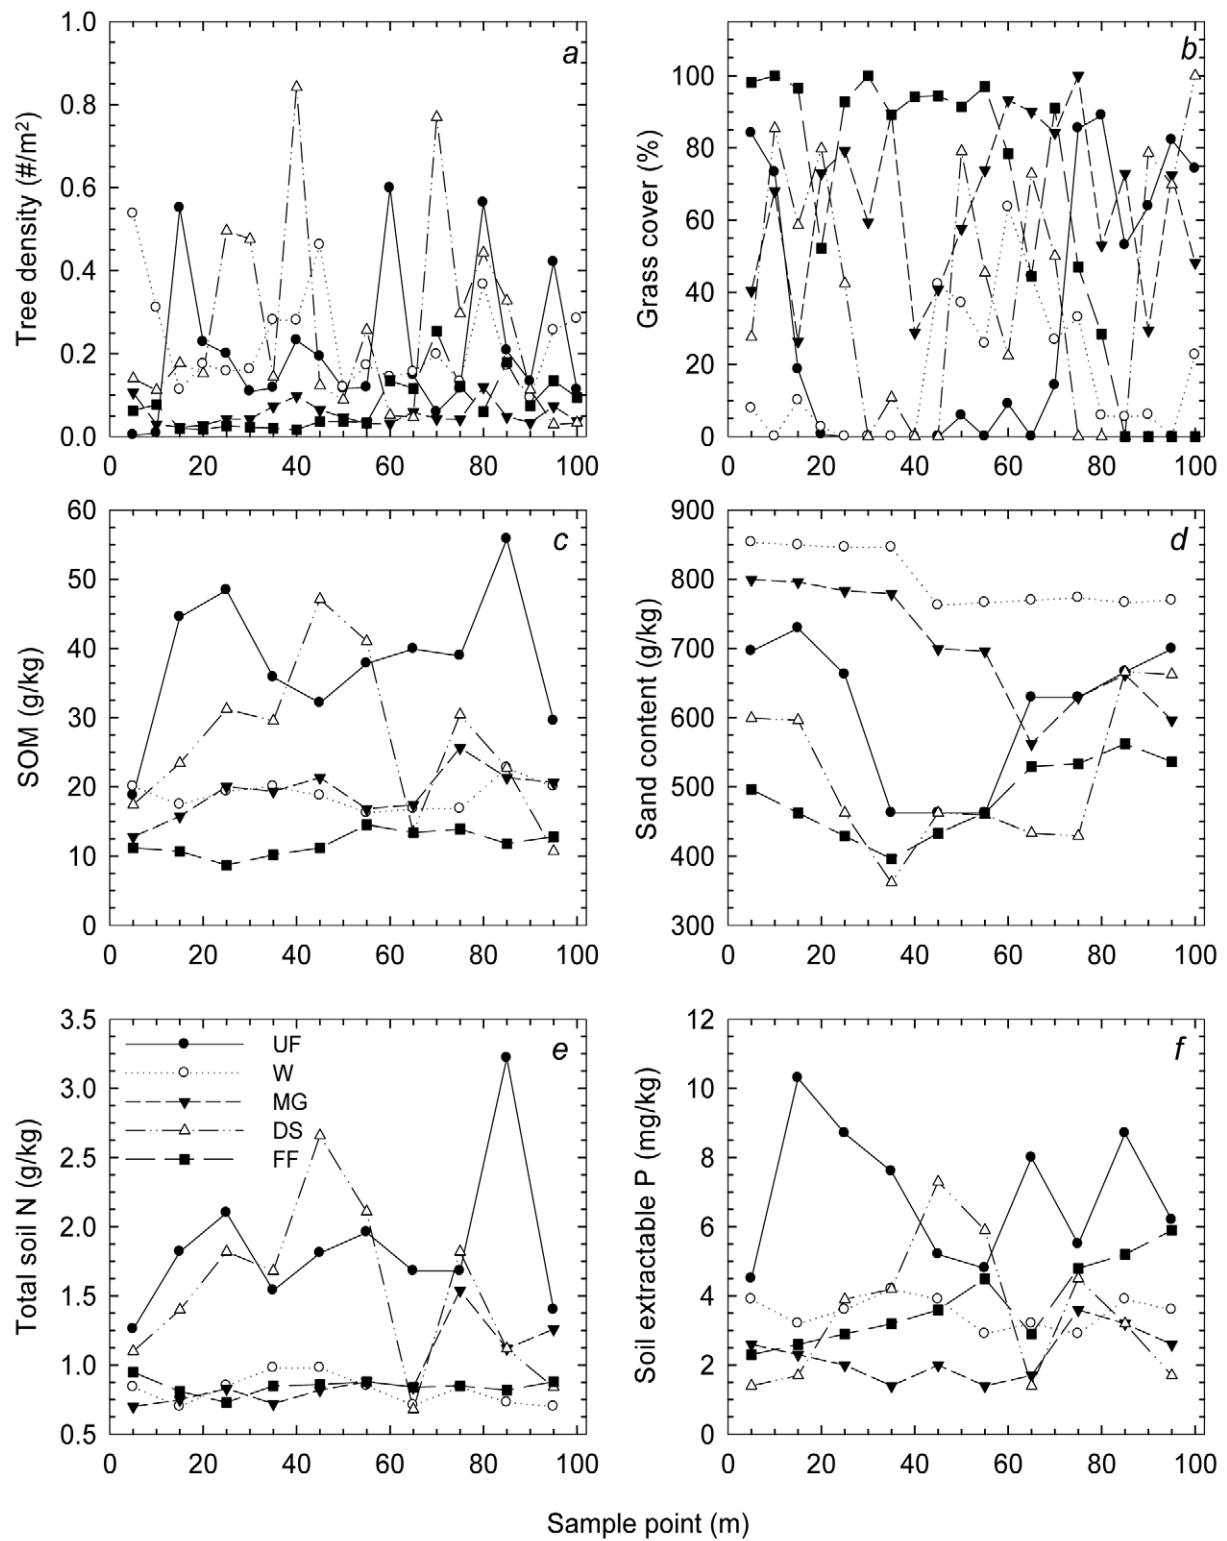 a
1.0
0.8
0.6
0.4
0.2
0.0
Tree density (#/m²)
0 20 40 60 80 100
b
100
80
60
40
20
0
Grass cover (%)
0 20 40 60 80 100
c
60
50
40
30
20
10
0
SOM (g/kg)
0 20 40 60 80 100
d
900
800
700
600
500
400
300
Sand content (g/kg)
0 20 40 60 80 100
e
3.5
3.0
2.5
2.0
1.5
1.0
0.5
Total soil N (g/kg)
UF
W
MG
DS
FF
0 20 40 60 80 100
f
12
10
8
6
4
2
0
Soil extractable P (mg/kg)
0 20 40 60 80 100
Sample point (m)